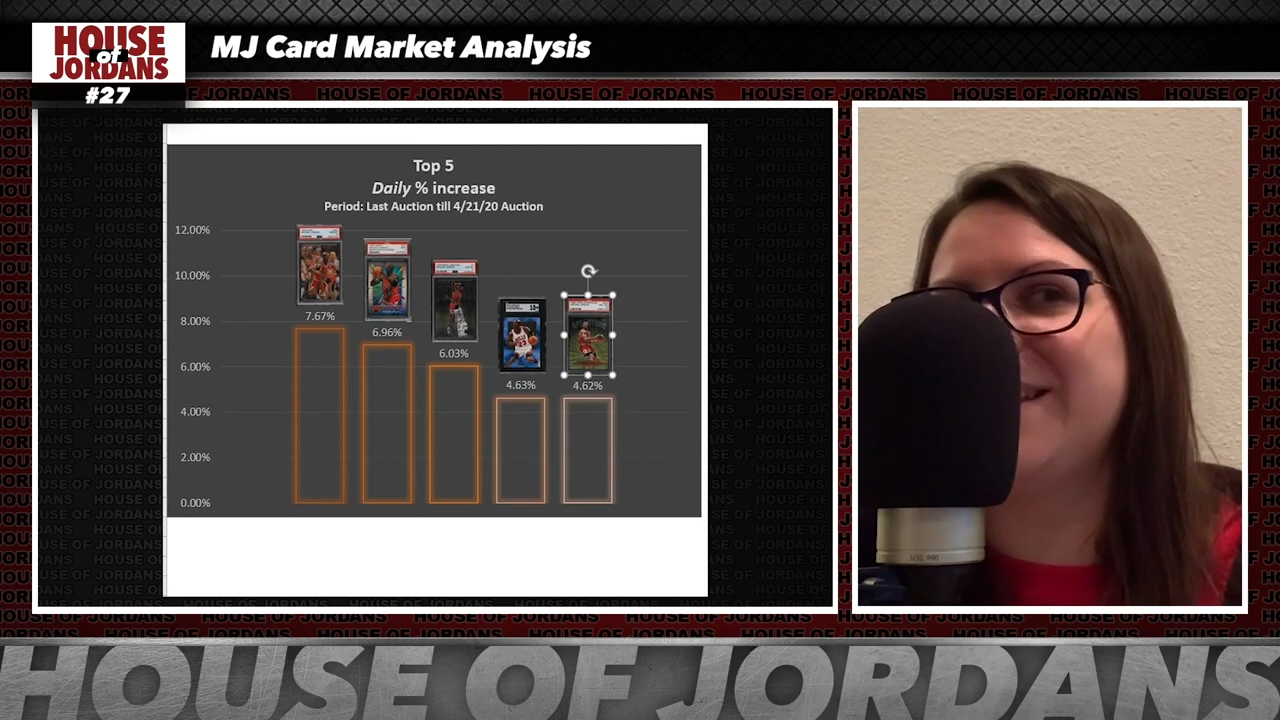 HOUSE
of
JORDANS
#27
MJ Card Market Analysis
Top 5
Daily % increase
Period: Last Auction till 4/21/20 Auction
12.00%
10.00%
8.00%
6.00%
4.00%
2.00%
0.00%
7.67%
6.96%
6.03%
4.63%
4.62%
MXL 990
HOUSE OF JORDANS